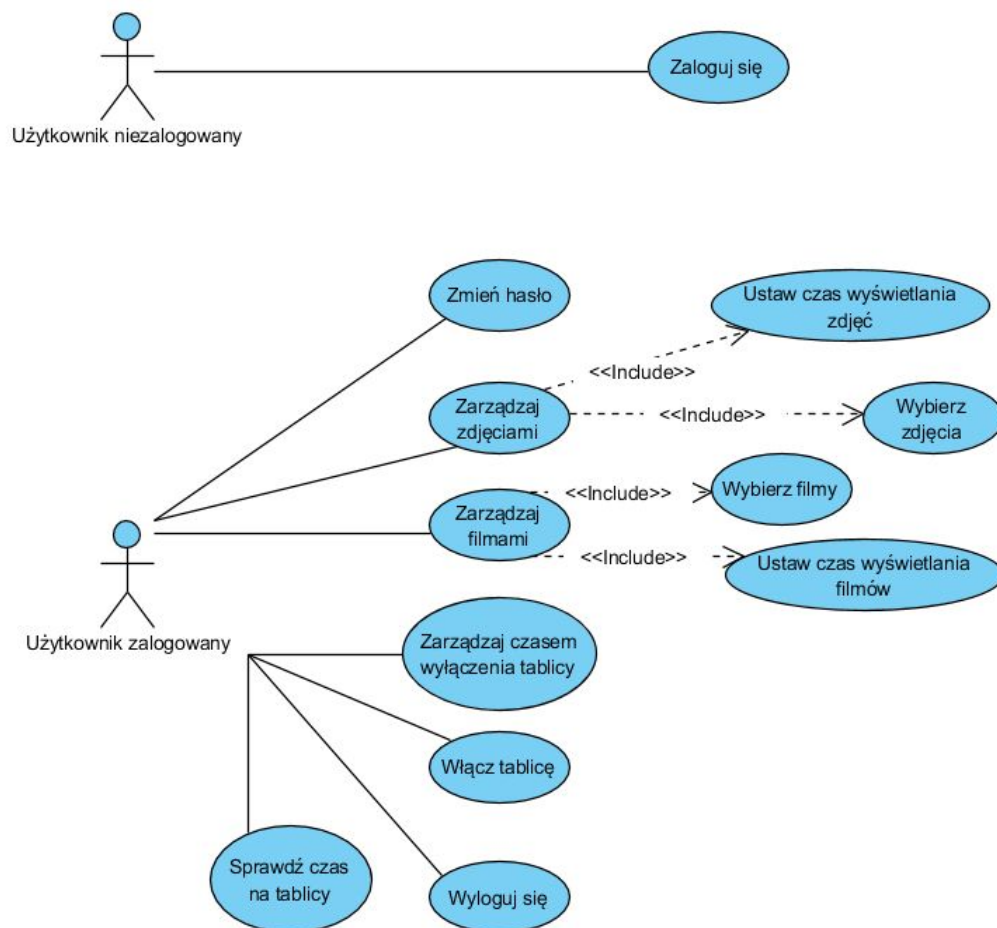 Zaloguj się
Użytkownik niezalogowany
Zmień hasło
Ustaw czas wyświetlania
zdjęć
<<Include>>
Zarządzaj
zdjęciami
<<Include>>
Wybierz
zdjęcia
Zarządzaj
filmami
<<Include>>
Wybierz filmy
<<Include>>
Ustaw czas wyświetlania
filmów
Użytkownik zalogowany
Zarządzaj czasem
wyłączenia tablicy
Włącz tablicę
Sprawdź czas
na tablicy
Wyloguj się